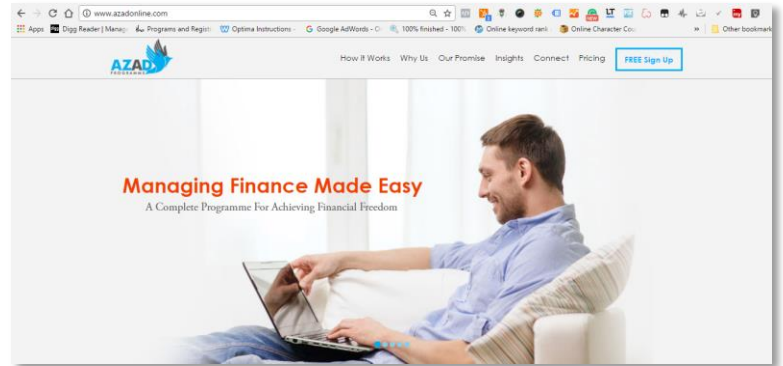 www.azadonline.com
Apps Digg Reader | Manag Programs and Registr Optima Instructions - Google AdWords - C 100% finished - 100% Online keyword rank Online Character Cou » Other bookmark
AZAD
PROGRAMME
How It Works Why Us Our Promise Insights Connect Pricing FREE Sign Up
Managing Finance Made Easy
A Complete Programme For Achieving Financial Freedom